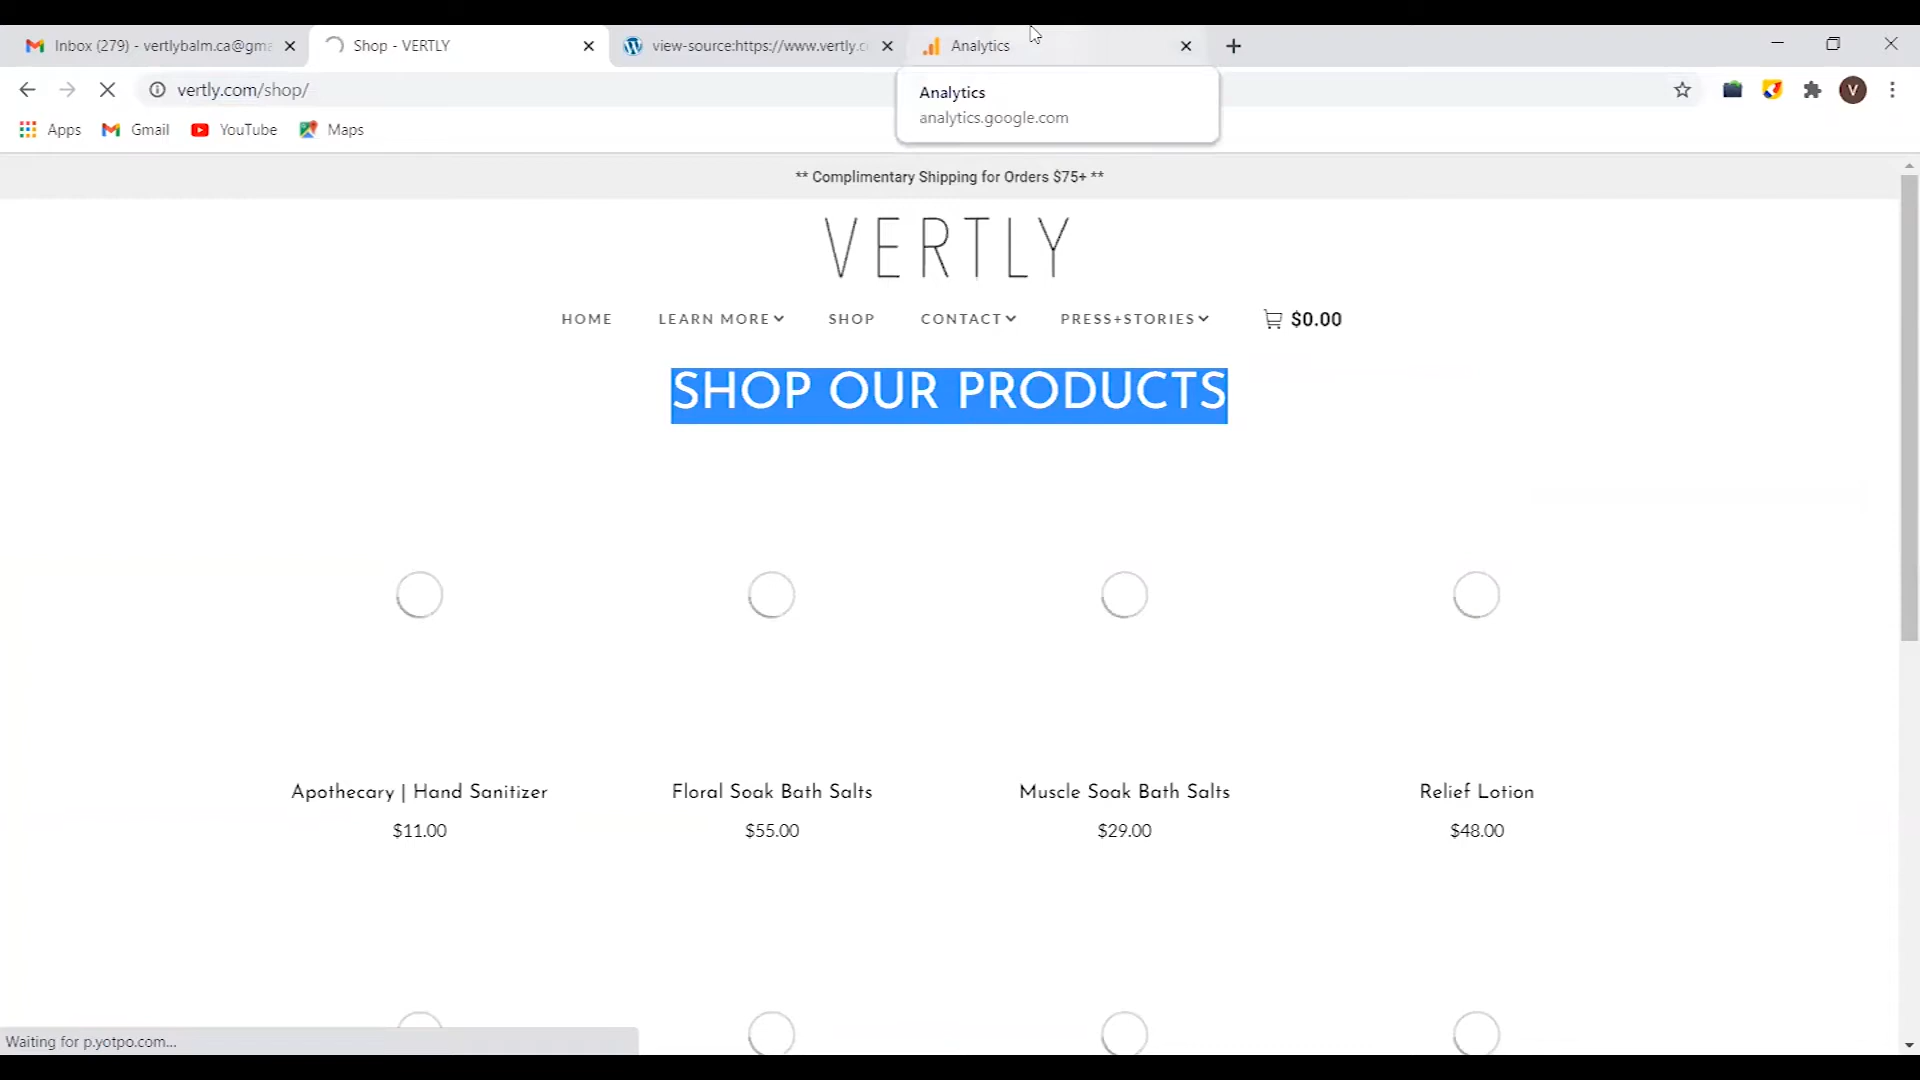 Inbox (279) - vertlybalm.ca@gma
Shop - VERTLY
view-source:https://www.vertly.c
Analytics
vertly.com/shop/
Analytics
analytics.google.com
V
Apps
Gmail
YouTube
Maps
** Complimentary Shipping for Orders $75+ **
VERTLY
HOME
LEARN MORE
SHOP
CONTACT
PRESS+STORIES
$0.00
SHOP OUR PRODUCTS
Apothecary | Hand Sanitizer
Floral Soak Bath Salts
Muscle Soak Bath Salts
Relief Lotion
$11.00
$55.00
$29.00
$48.00
Waiting for p.yotpo.com...